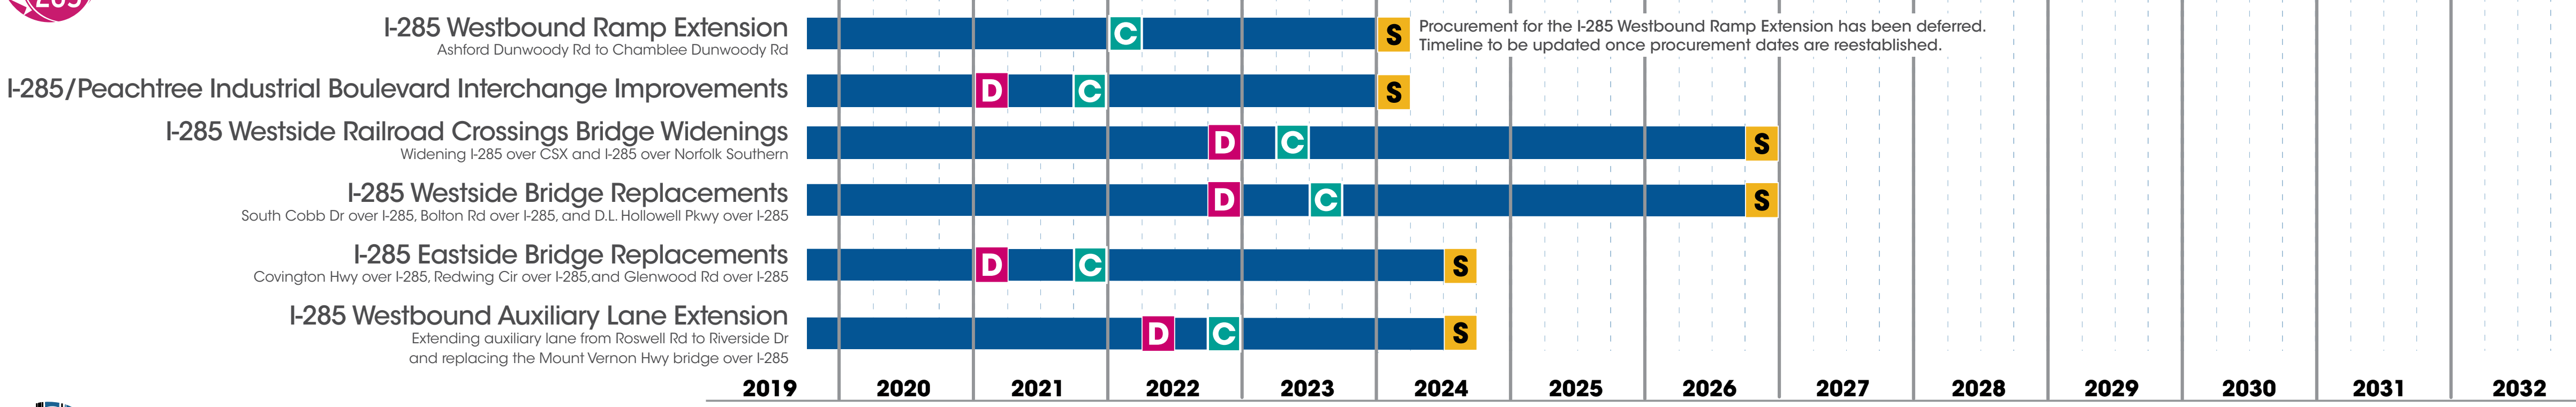 285
I-285 Westbound Ramp Extension
Ashford Dunwoody Rd to Chamblee Dunwoody Rd
C
S
Procurement for the I-285 Westbound Ramp Extension has been deferred.
Timeline to be updated once procurement dates are reestablished.
I-285/Peachtree Industrial Boulevard Interchange Improvements
D
C
S
I-285 Westside Railroad Crossings Bridge Widenings
Widening I-285 over CSX and I-285 over Norfolk Southern
D
C
S
I-285 Westside Bridge Replacements
South Cobb Dr over I-285, Bolton Rd over I-285, and D.L. Hollowell Pkwy over I-285
D
C
S
I-285 Eastside Bridge Replacements
Covington Hwy over I-285, Redwing Cir over I-285,and Glenwood Rd over I-285
D
C
S
I-285 Westbound Auxiliary Lane Extension
Extending auxiliary lane from Roswell Rd to Riverside Dr
and replacing the Mount Vernon Hwy bridge over I-285
D
C
S
2019 2020 2021 2022 2023 2024 2025 2026 2027 2028 2029 2030 2031 2032